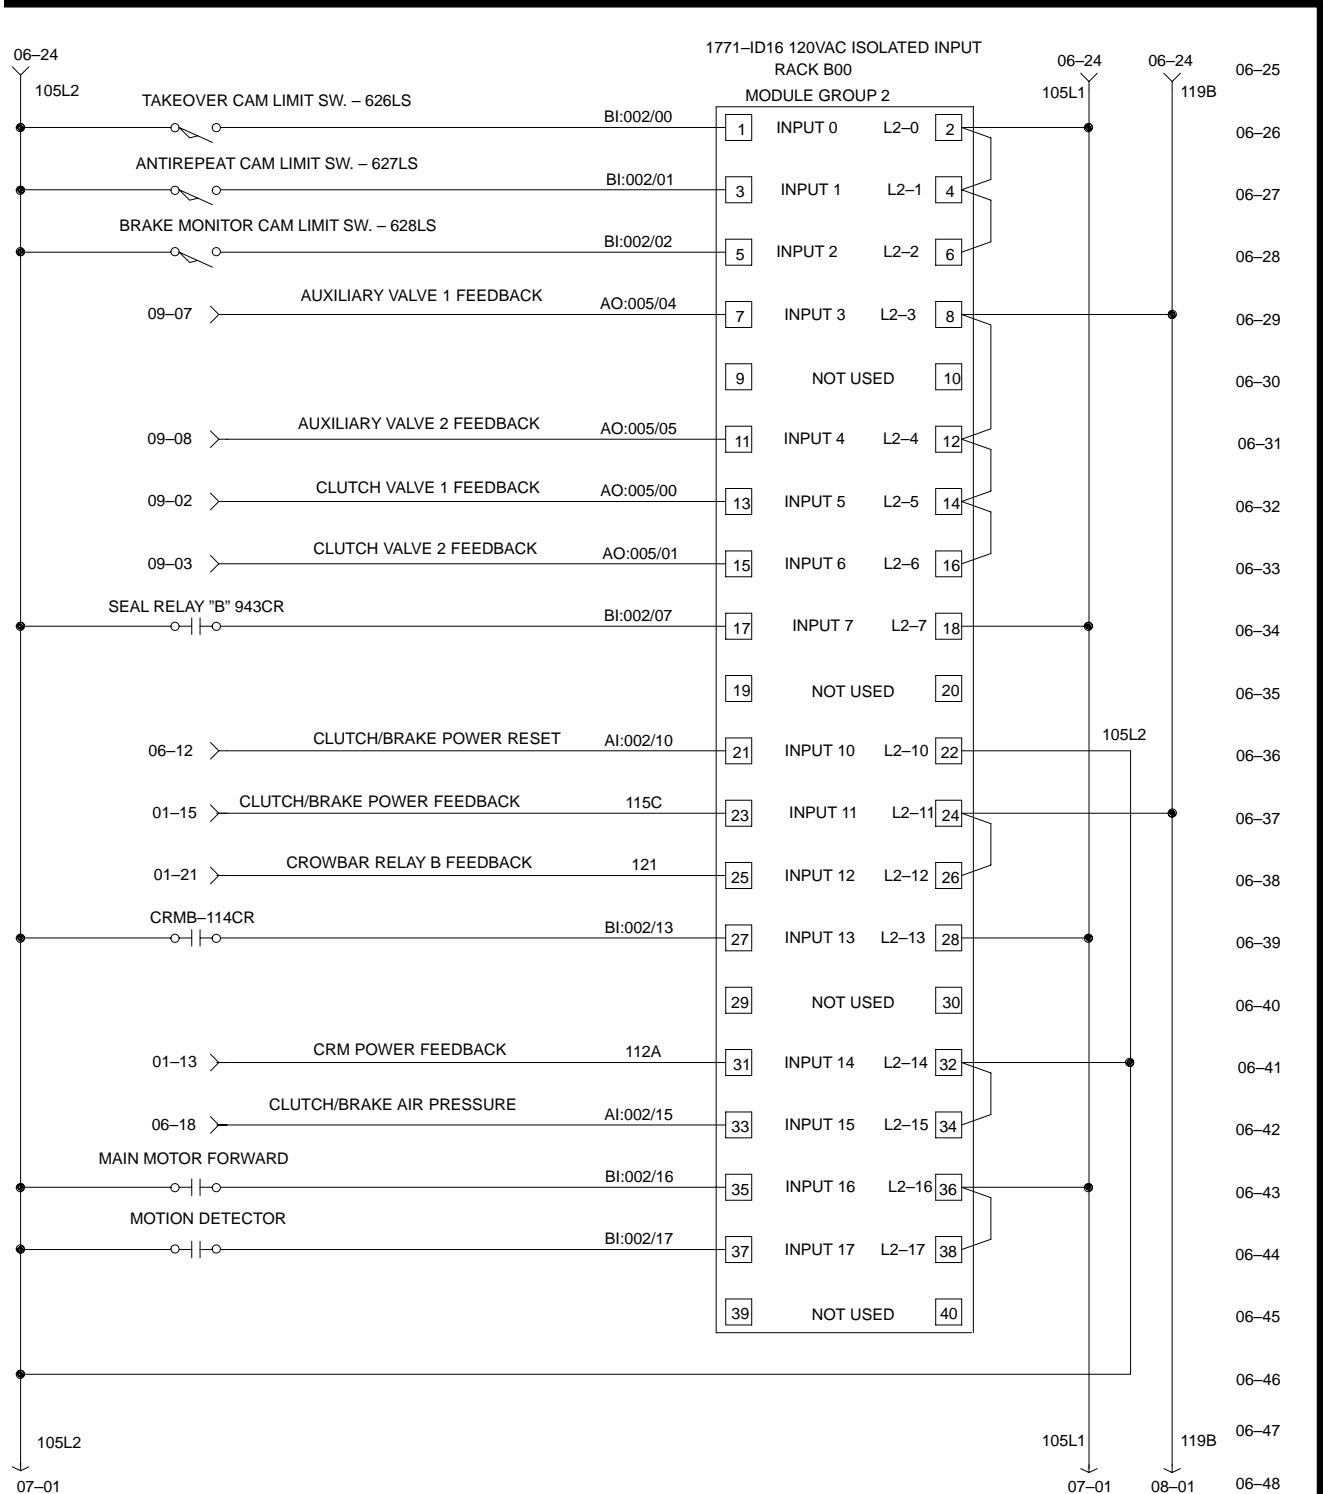 1771–ID16 120VAC ISOLATED INPUT
06–24
RACK B00
06–24
06–24
06–25
105L2
MODULE GROUP 2
105L1
119B
TAKEOVER CAM LIMIT SW. – 626LS
BI:002/00
1 INPUT 0 L2–0 2
06–26
ANTIREPEAT CAM LIMIT SW. – 627LS
BI:002/01
3 INPUT 1 L2–1 4
06–27
BRAKE MONITOR CAM LIMIT SW. – 628LS
BI:002/02
5 INPUT 2 L2–2 6
06–28
AUXILIARY VALVE 1 FEEDBACK
AO:005/04
09–07
7 INPUT 3 L2–3 8
06–29
9 NOT USED 10
06–30
AUXILIARY VALVE 2 FEEDBACK
AO:005/05
09–08
11 INPUT 4 L2–4 12
06–31
CLUTCH VALVE 1 FEEDBACK
AO:005/00
09–02
13 INPUT 5 L2–5 14
06–32
CLUTCH VALVE 2 FEEDBACK
AO:005/01
09–03
15 INPUT 6 L2–6 16
06–33
SEAL RELAY ”B” 943CR
BI:002/07
17 INPUT 7 L2–7 18
06–34
19 NOT USED 20
06–35
105L2
CLUTCH/BRAKE POWER RESET
AI:002/10
06–12
21 INPUT 10 L2–10 22
06–36
CLUTCH/BRAKE POWER FEEDBACK
115C
01–15
23 INPUT 11 L2–11 24
06–37
CROWBAR RELAY B FEEDBACK
121
01–21
25 INPUT 12 L2–12 26
06–38
CRMB–114CR
BI:002/13
27 INPUT 13 L2–13 28
06–39
29 NOT USED 30
06–40
CRM POWER FEEDBACK
112A
01–13
31 INPUT 14 L2–14 32
06–41
CLUTCH/BRAKE AIR PRESSURE
AI:002/15
06–18
33 INPUT 15 L2–15 34
06–42
MAIN MOTOR FORWARD
BI:002/16
35 INPUT 16 L2–16 36
06–43
MOTION DETECTOR
BI:002/17
37 INPUT 17 L2–17 38
06–44
39 NOT USED 40
06–45
06–46
06–47
105L2
105L1
119B
07–01
07–01
08–01
06–48